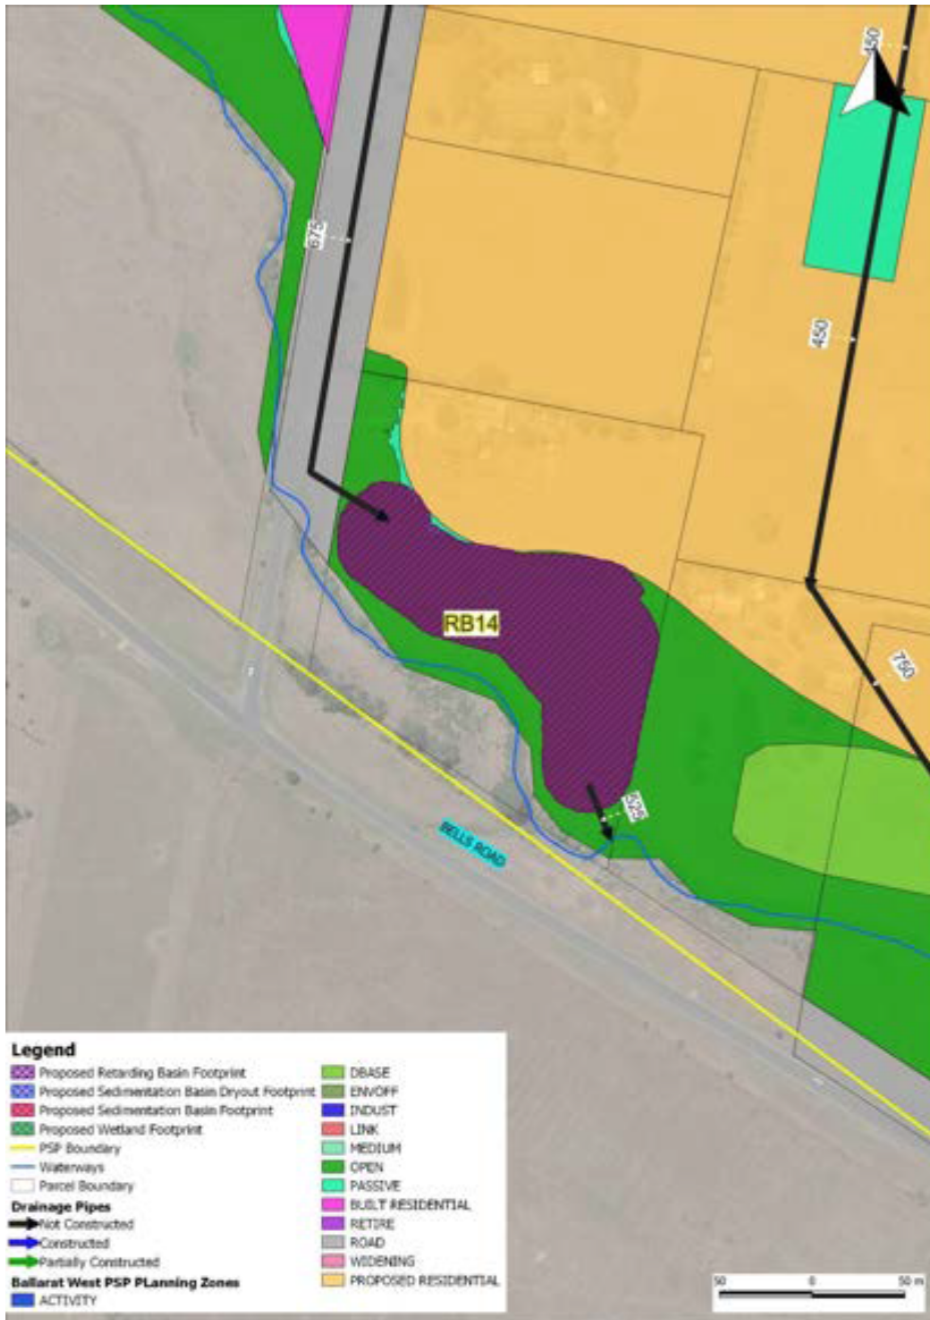 450
675
450
RB14
750
525
BELLS ROAD
Legend
Proposed Retarding Basin Footprint
Proposed Sedimentation Basin Dryout Footprint
Proposed Sedimentation Basin Footprint
Proposed Wetland Footprint
PSP Boundary
Waterways
Parcel Boundary
Drainage Pipes
Not Constructed
Constructed
Partially Constructed
Ballarat West PSP PLanning Zones
ACTIVITY
DBASE
ENVOFF
INDUST
LINK
MEDIUM
OPEN
PASSIVE
BUILT RESIDENTIAL
RETIRE
ROAD
WIDENING
PROPOSED RESIDENTIAL
50 0 50 m